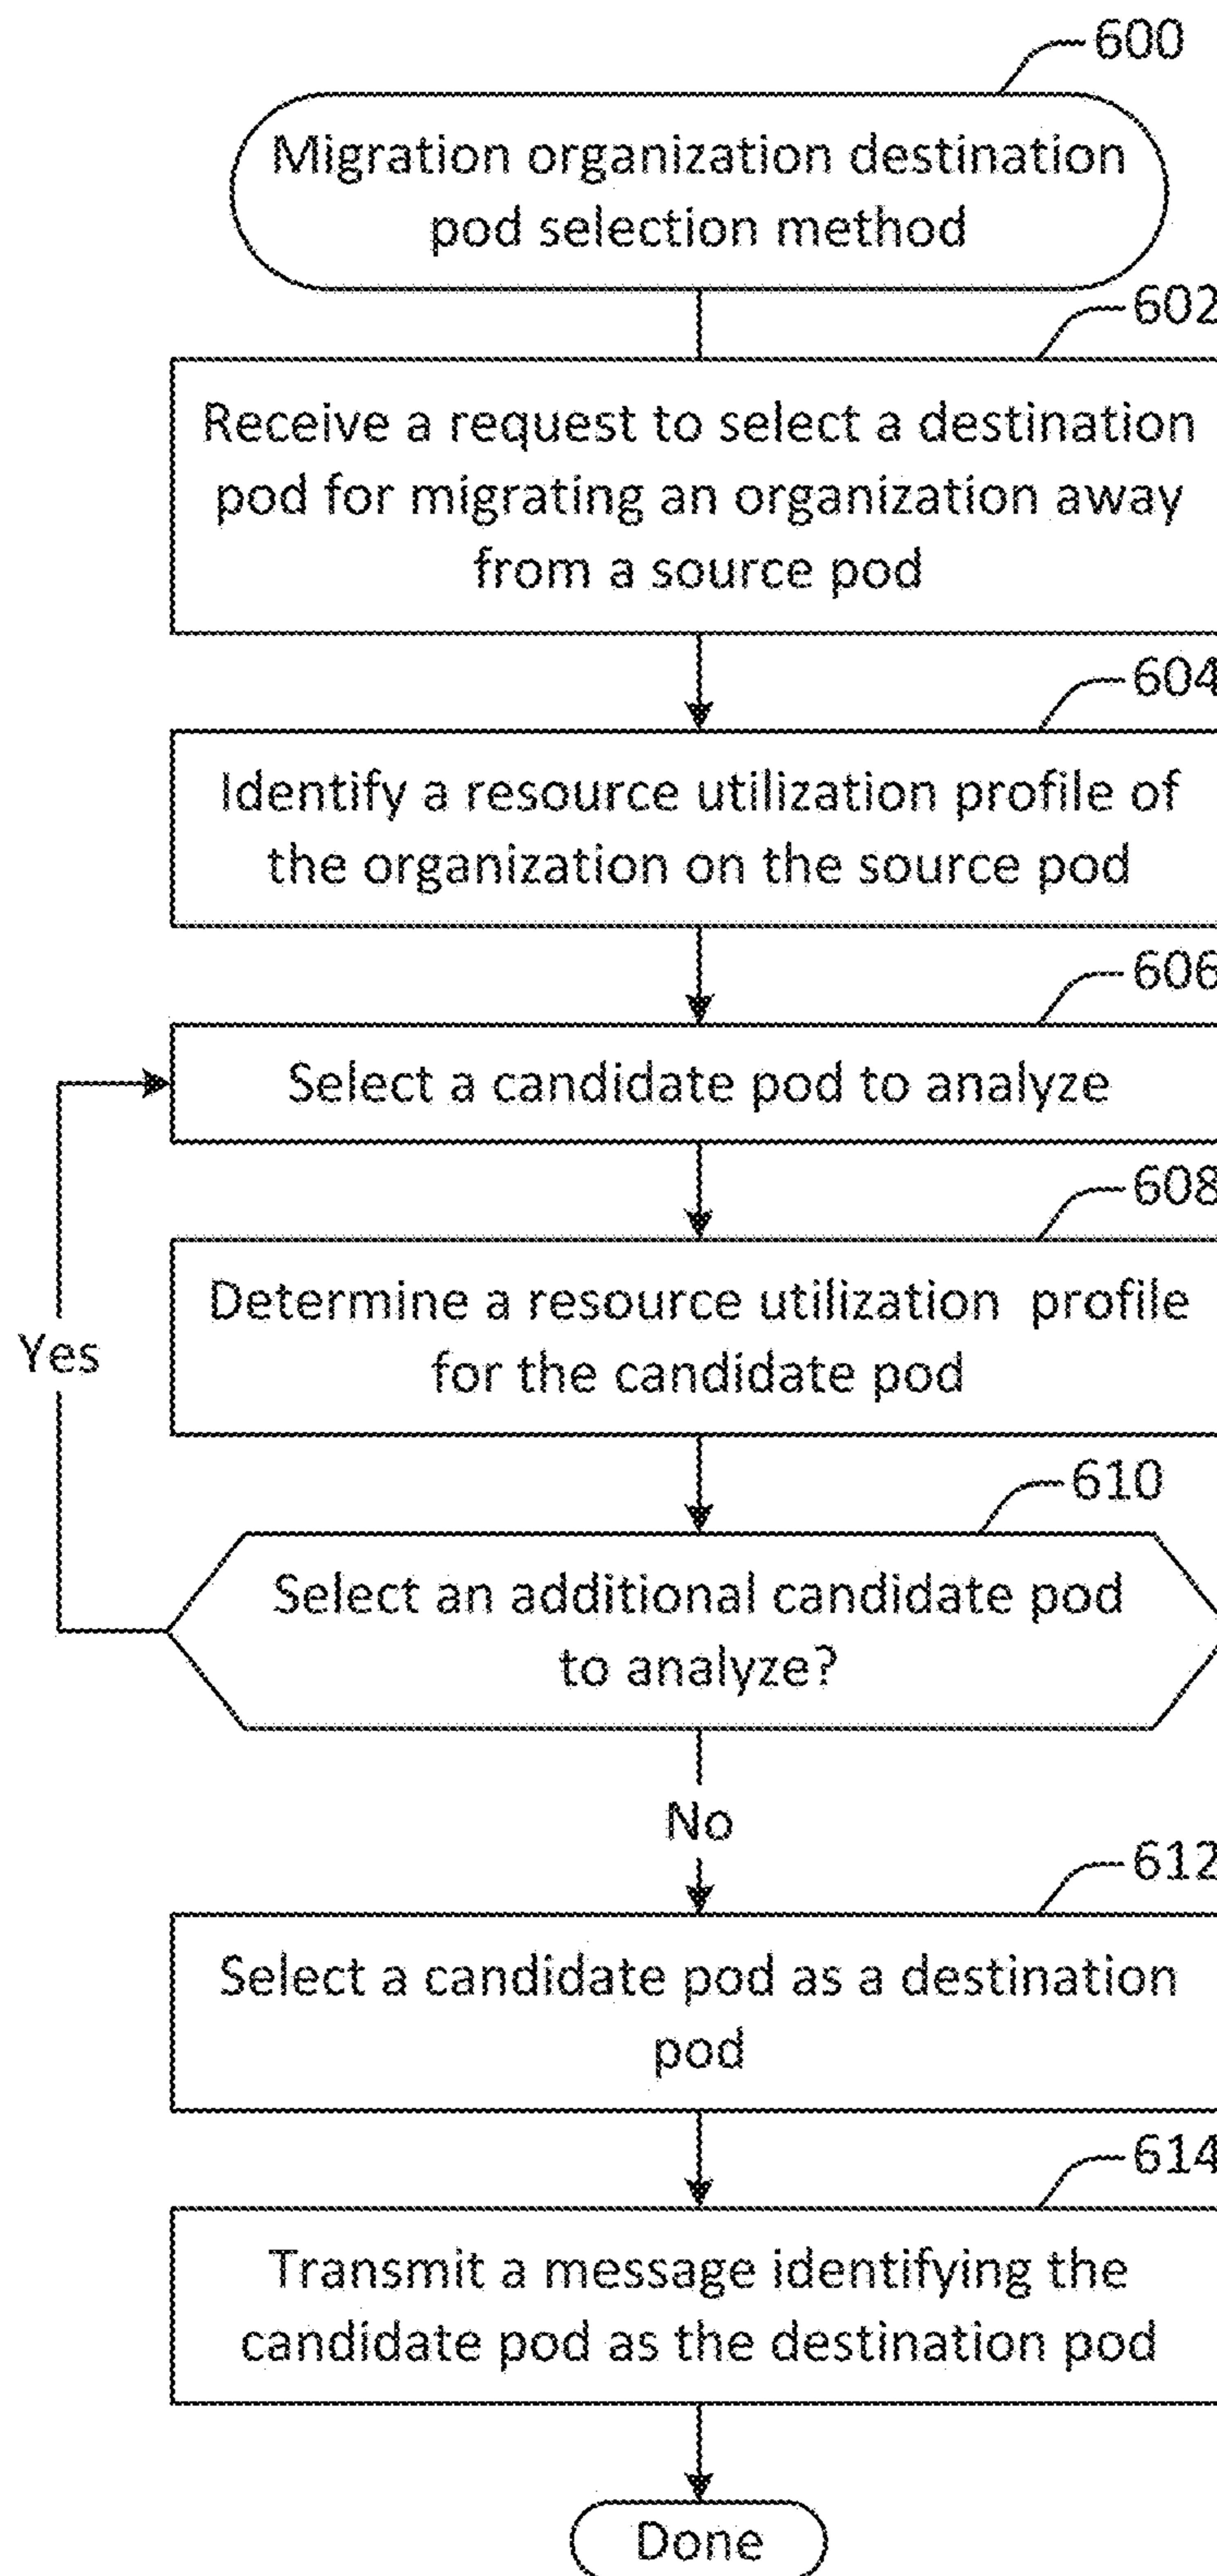 600
Migration organization destination
pod selection method
602
Receive a request to select a destination
pod for migrating an organization away
from a source pod
604
Identify a resource utilization profile of
the organization on the source pod
606
Select a candidate pod to analyze
608
Determine a resource utilization profile
for the candidate pod
Yes
610
Select an additional candidate pod
to analyze?
No
612
Select a candidate pod as a destination
pod
614
Transmit a message identifying the
candidate pod as the destination pod
Done